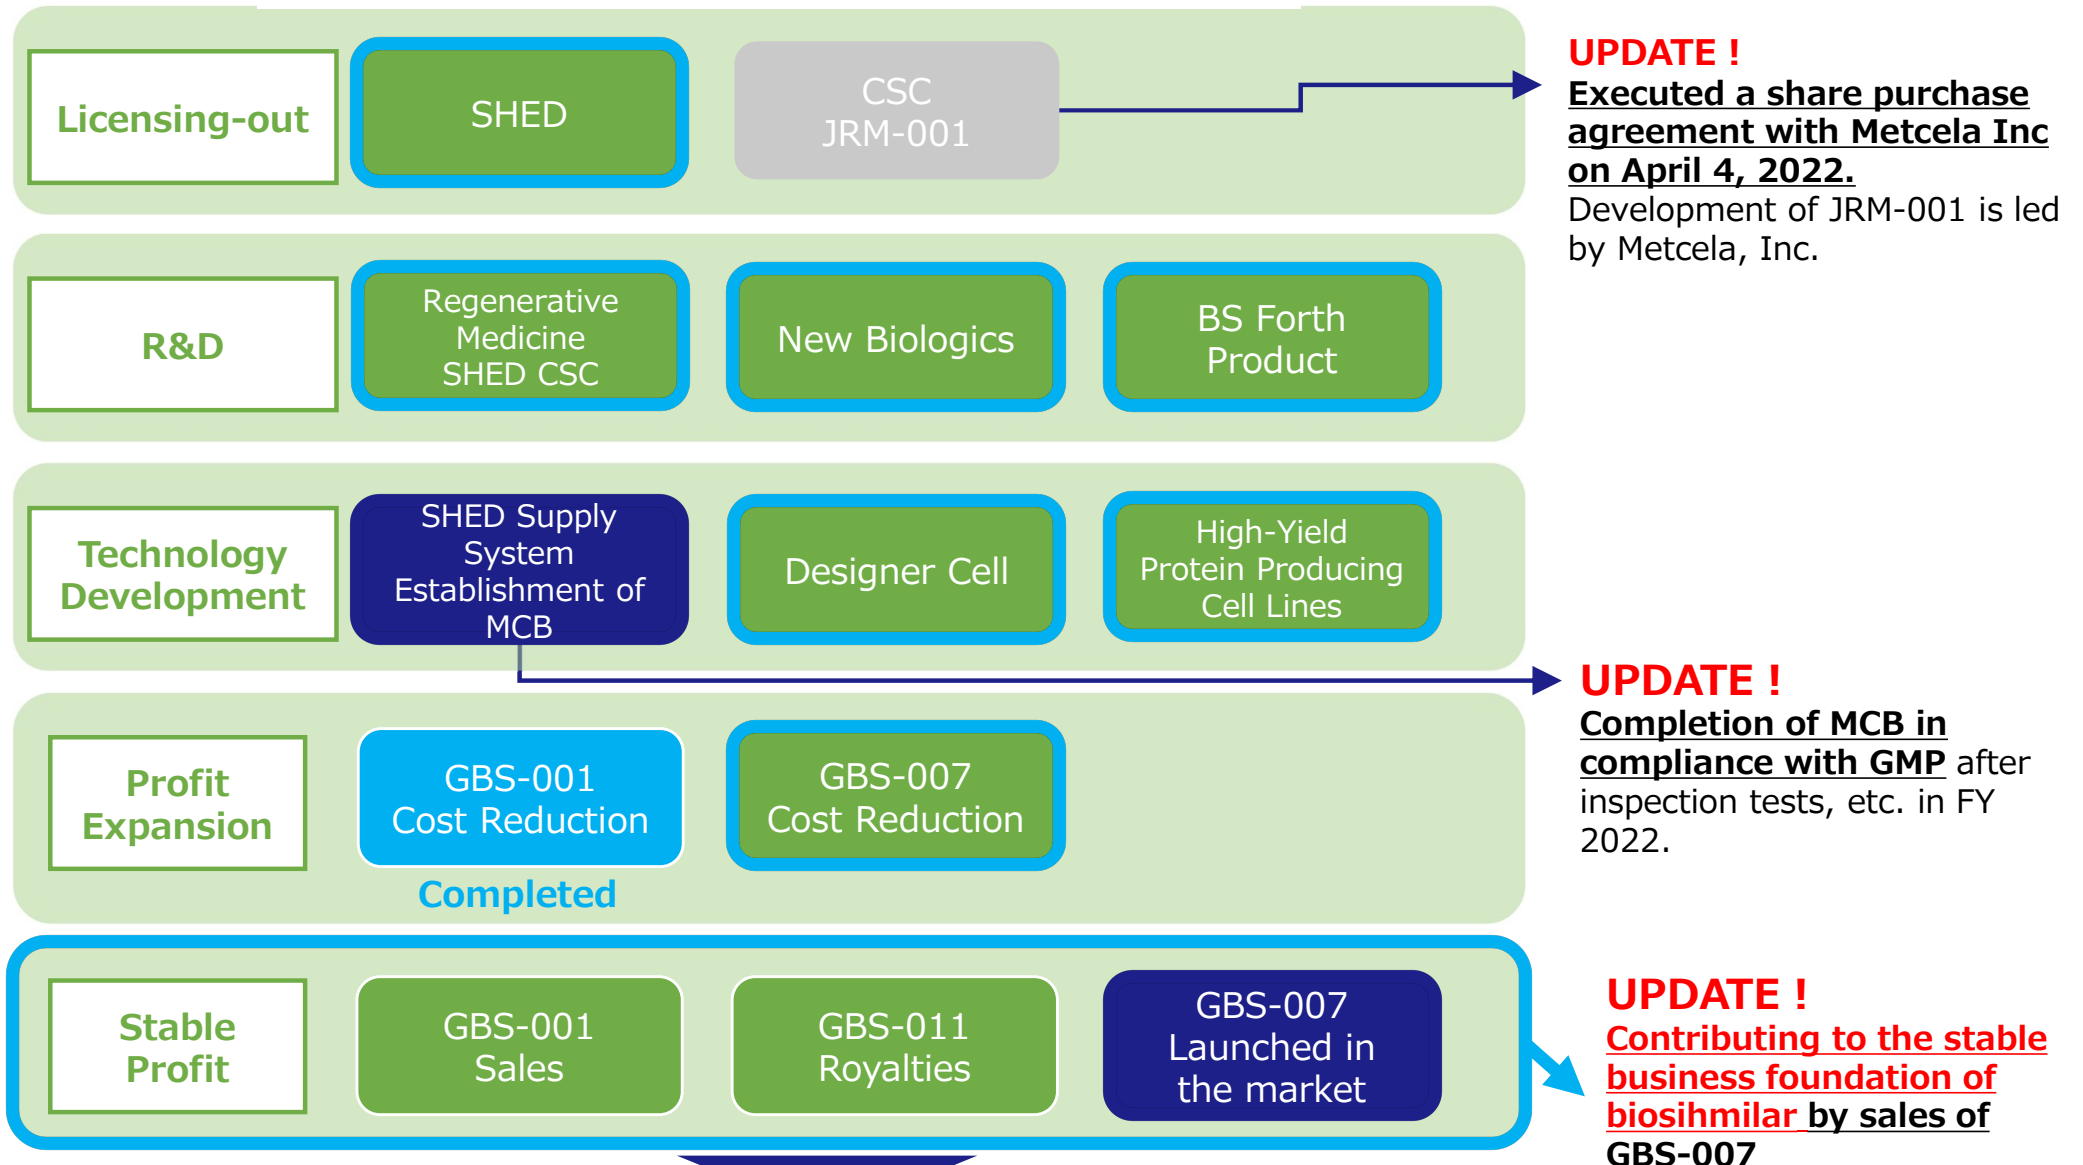 Licensing-out
SHED
CSC
JRM-001
UPDATE !
Executed a share purchase
agreement with Metcela Inc
on April 4, 2022.
Development of JRM-001 is led
by Metcela, Inc.
R&D
Regenerative
Medicine
SHED CSC
New Biologics
BS Forth
Product
Technology
Development
SHED Supply
System
Establishment of
MCB
Designer Cell
High-Yield
Protein Producing
Cell Lines
UPDATE !
Completion of MCB in
compliance with GMP after
inspection tests, etc. in FY
2022.
Profit
Expansion
GBS-001
Cost Reduction
Completed
GBS-007
Cost Reduction
Stable
Profit
GBS-001
Sales
GBS-011
Royalties
GBS-007
Launched in
the market
UPDATE !
Contributing to the stable
business foundation of
biosihmilar by sales of
GBS-007